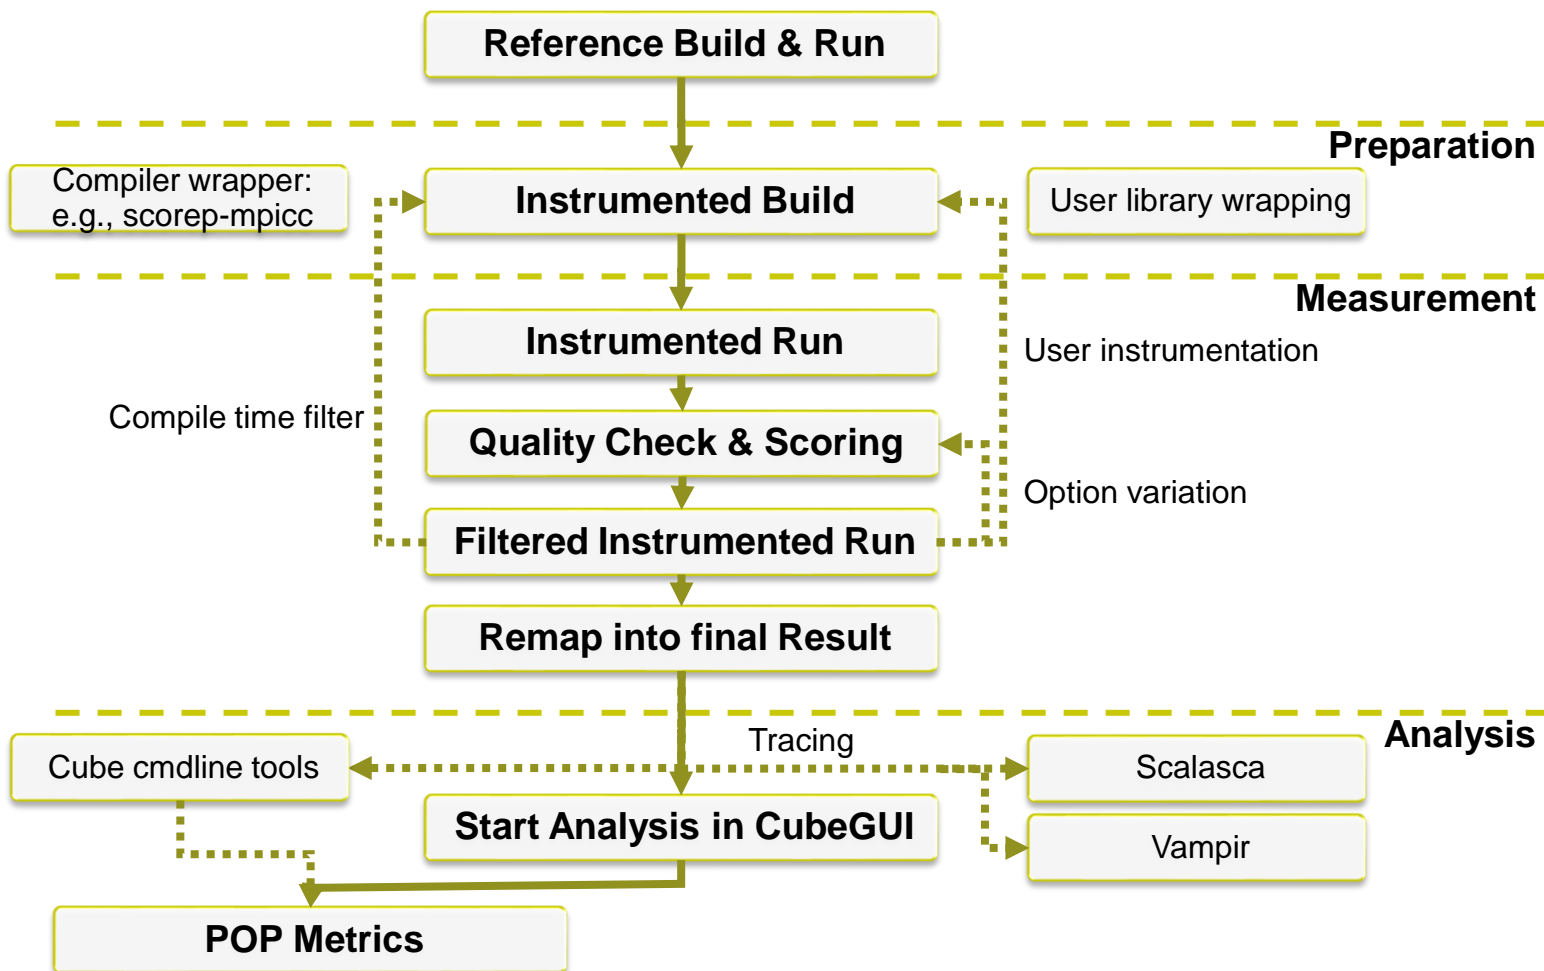 Reference Build & Run
Preparation
Compiler wrapper:
e.g., scorep-mpicc
Instrumented Build
User library wrapping
Measurement
Instrumented Run
User instrumentation
Compile time filter
Quality Check & Scoring
Option variation
Filtered Instrumented Run
Remap into final Result
Analysis
Tracing
Cube cmdline tools
Scalasca
Start Analysis in CubeGUI
Vampir
POP Metrics